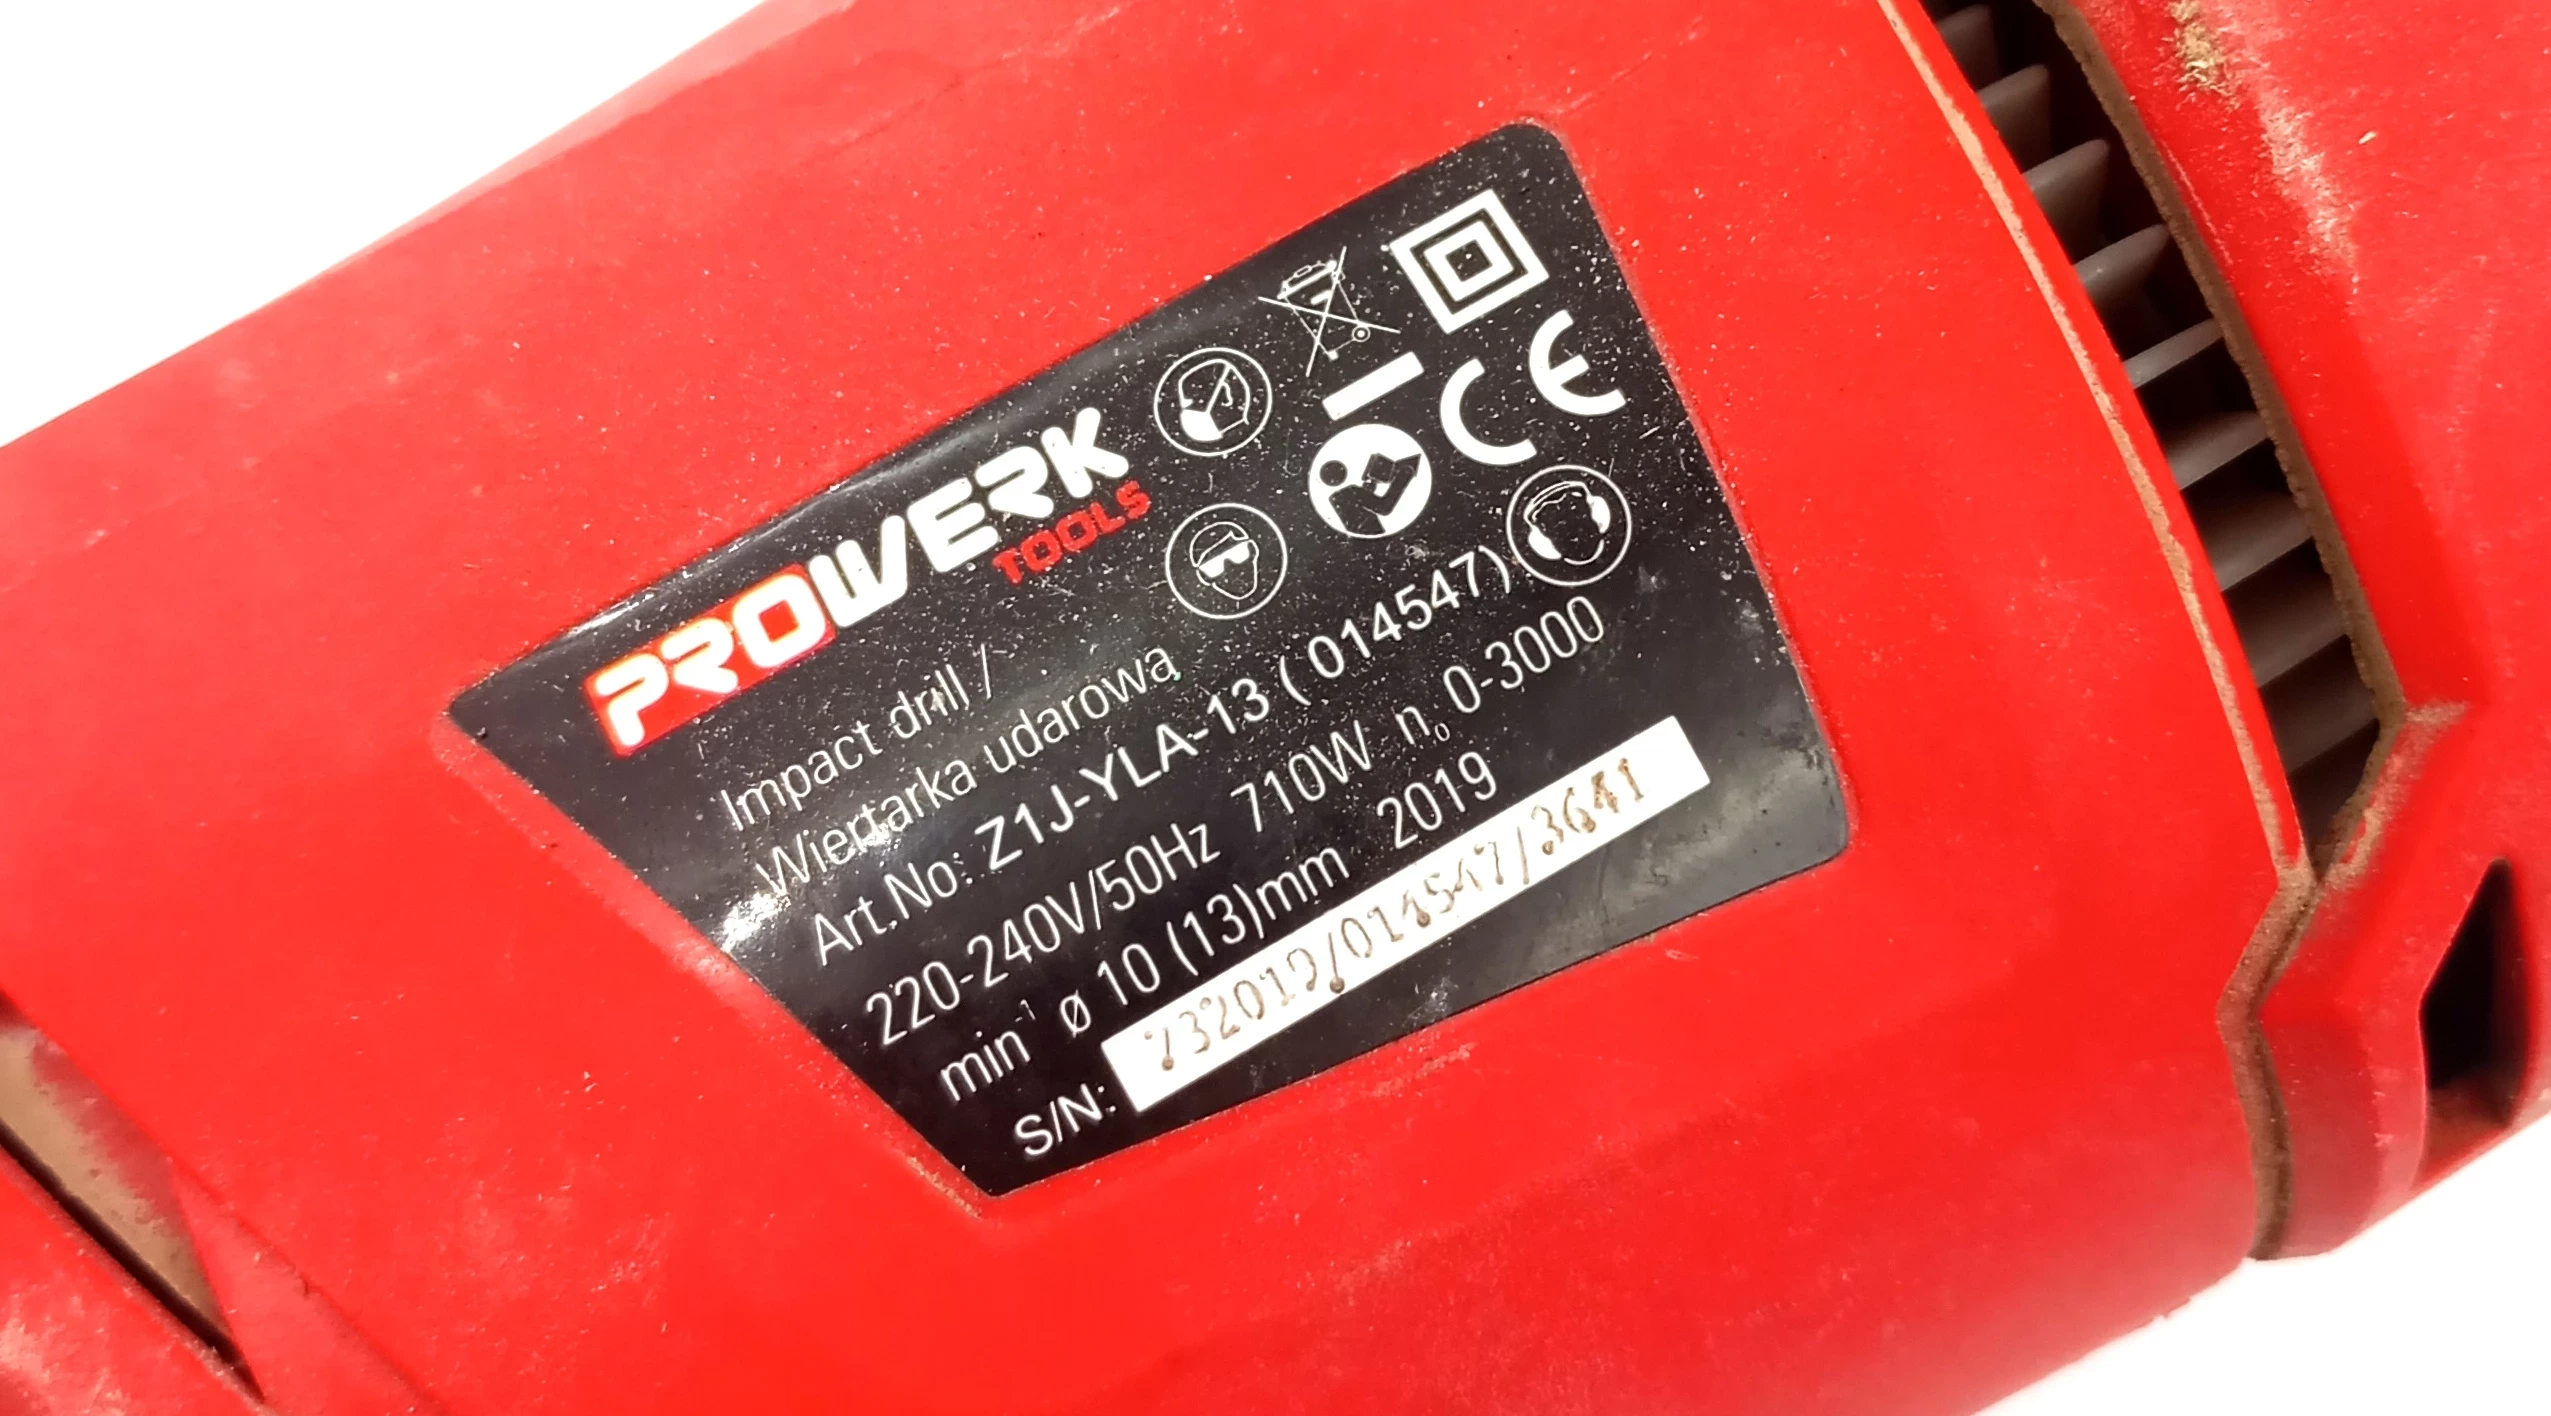 PROWERK
TOOLS
Impact drill /
Wiertarka udarowa
Art.No: Z1J-YLA-13 ( 014547)
220-240V/50Hz 710W n₀ 0-3000
min⁻¹ ø 10 (13)mm 2019
S/N: 732019/014547/3641
CE